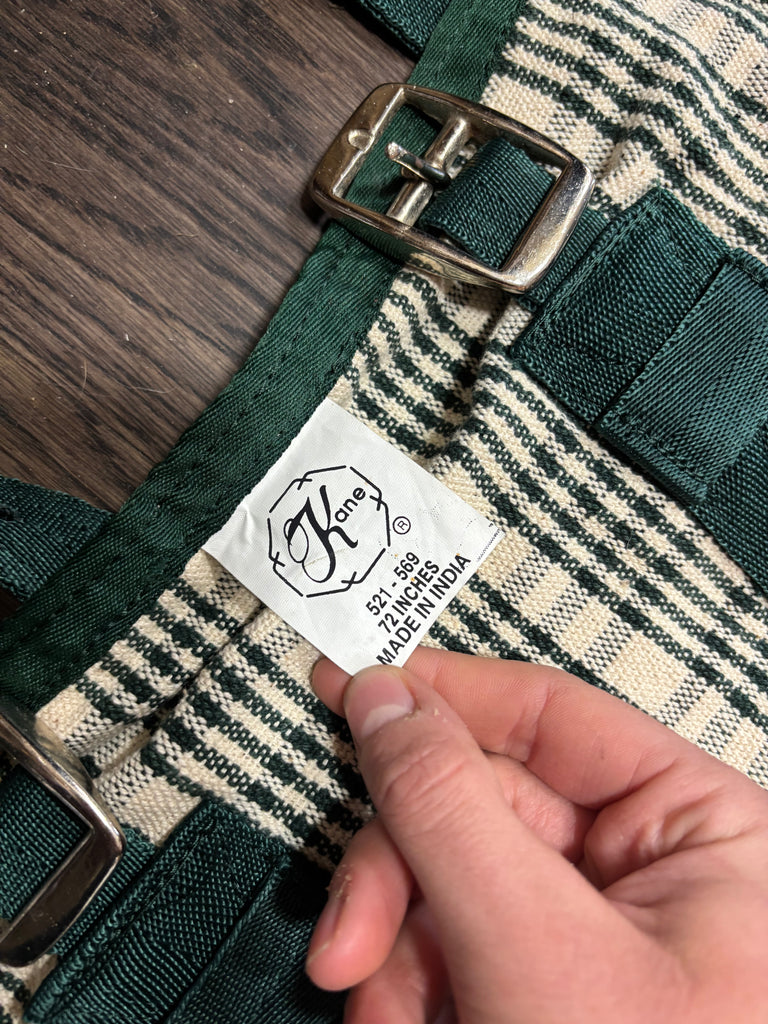 Kane
®
521 - 569
72 INCHES
MADE IN INDIA